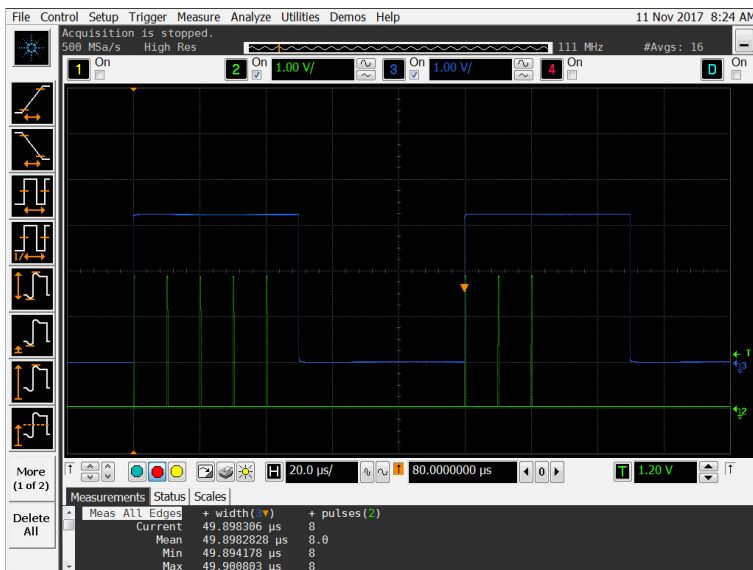 File Control Setup Trigger Measure Analyze Utilities Demos Help 11 Nov 2017 8:24 AM
Acquisition is stopped.
500 MSa/s High Res 111 MHz #Avgs: 16
1 On 2 On 1.00 V/ 3 On 1.00 V/ 4 On D On
1/
T
3
2
More
(1 of 2)
Delete
All
H 20.0 µs/ 80.0000000 µs 0 T 1.20 V
Measurements Status Scales
Meas All Edges + width(3▼) + pulses(2)
Current 49.898306 µs 8
Mean 49.8982828 µs 8.0
Min 49.894178 µs 8
Max 49.900803 µs 8